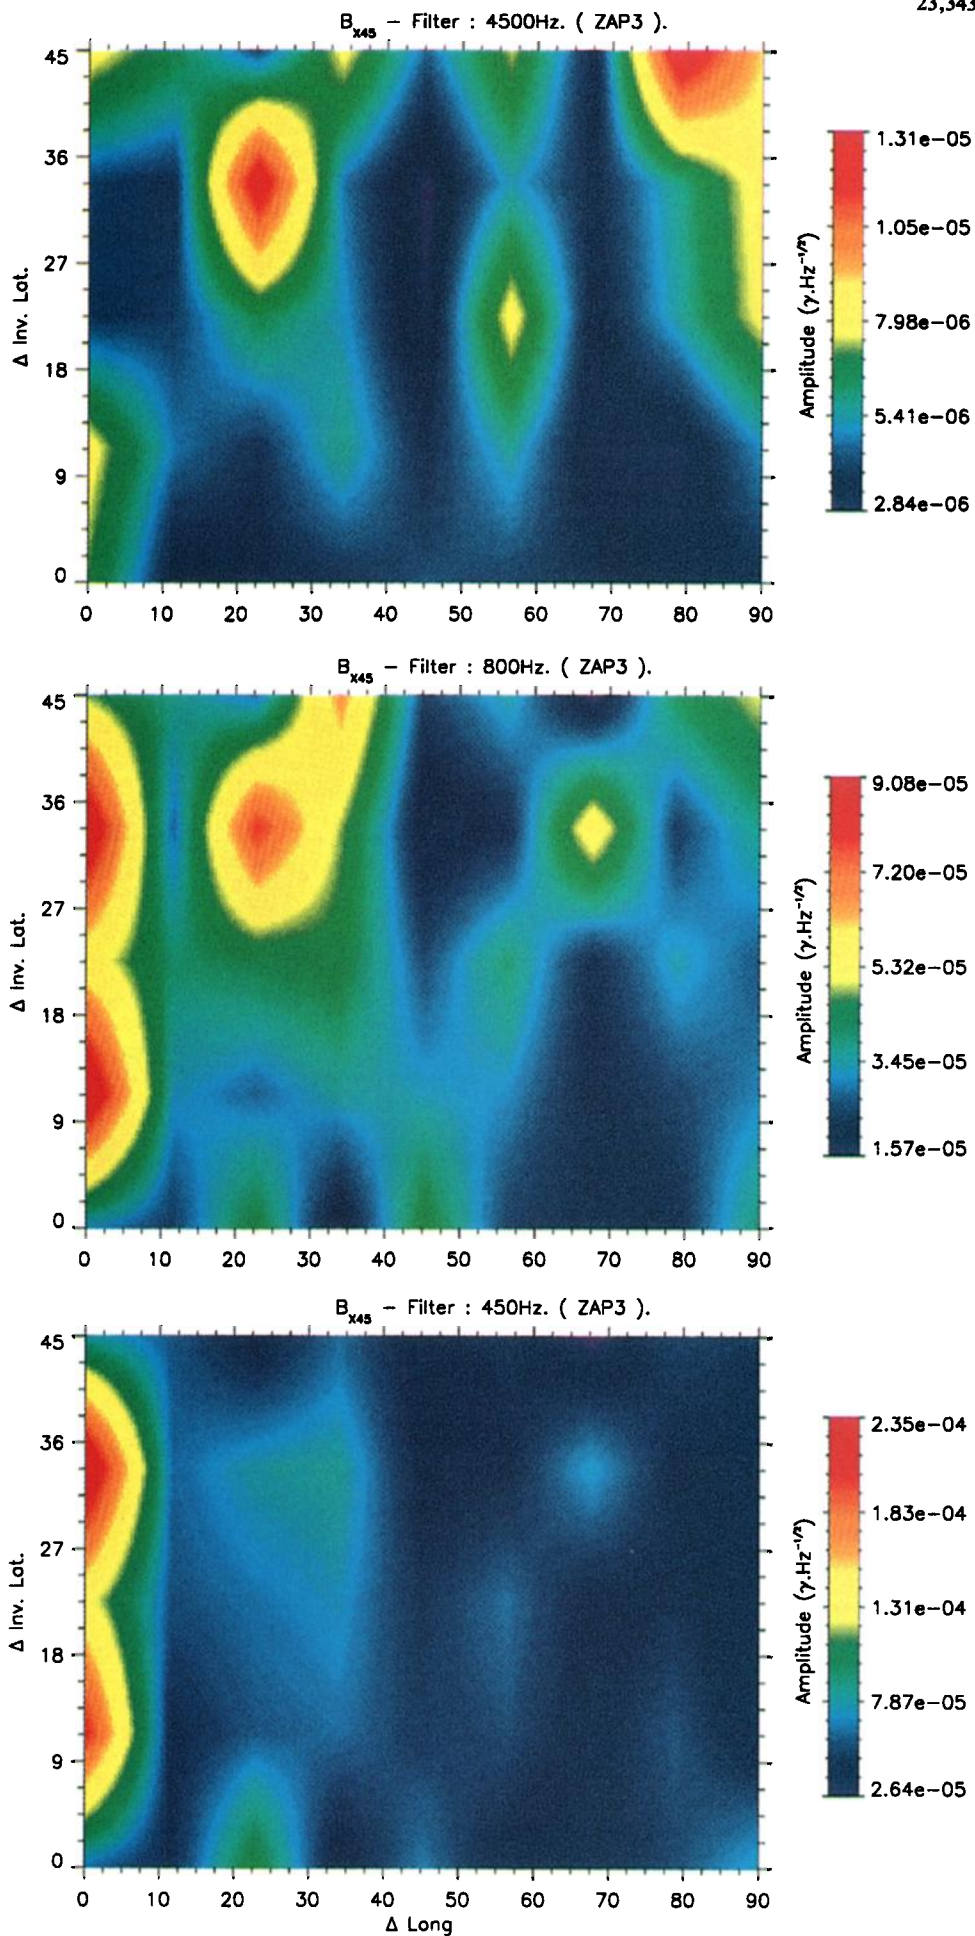 23,343
B_X45 − Filter : 4500Hz. ( ZAP3 ).
45
36
27
18
9
0
Δ Inv. Lat.
0 10 20 30 40 50 60 70 80 90
Amplitude (γ.Hz^−1/2)
1.31e−05
1.05e−05
7.98e−06
5.41e−06
2.84e−06
B_X45 − Filter : 800Hz. ( ZAP3 ).
45
36
27
18
9
0
Δ Inv. Lat.
0 10 20 30 40 50 60 70 80 90
Amplitude (γ.Hz^−1/2)
9.08e−05
7.20e−05
5.32e−05
3.45e−05
1.57e−05
B_X45 − Filter : 450Hz. ( ZAP3 ).
45
36
27
18
9
0
Δ Inv. Lat.
0 10 20 30 40 50 60 70 80 90
Δ Long
Amplitude (γ.Hz^−1/2)
2.35e−04
1.83e−04
1.31e−04
7.87e−05
2.64e−05